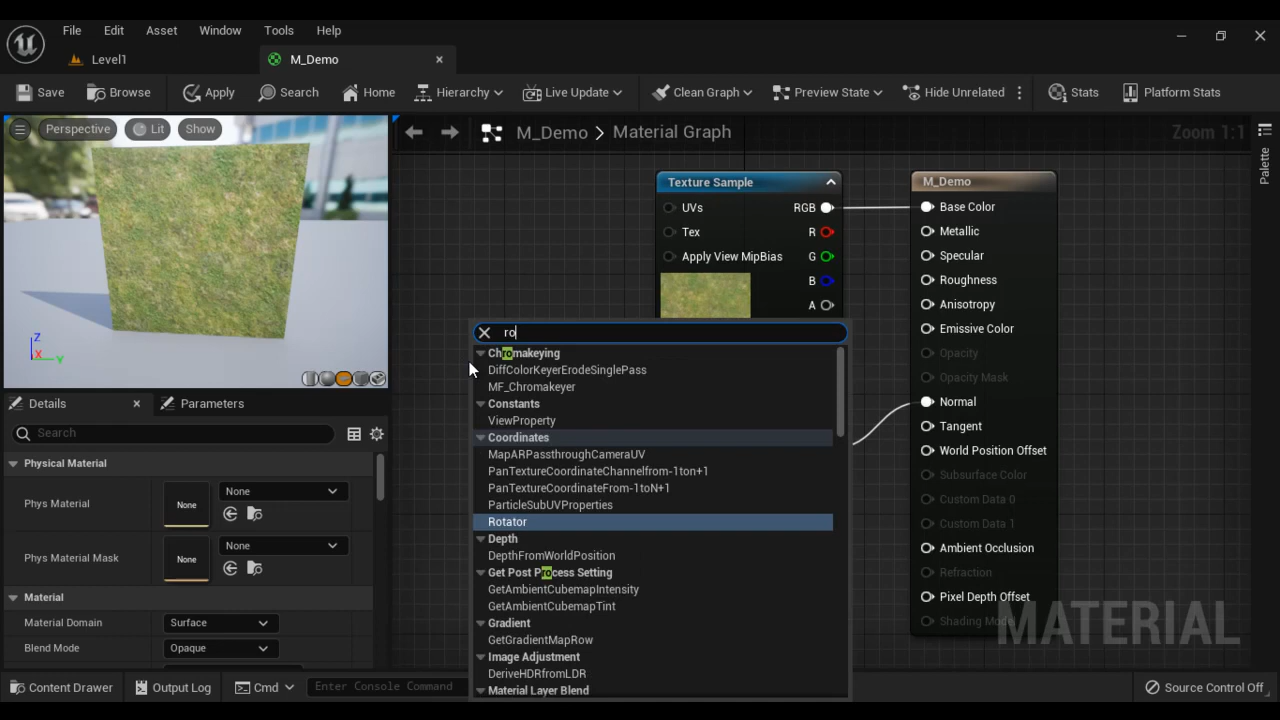 File Edit Asset Window Tools Help
Level1 M_Demo
Save Browse Apply Search Home Hierarchy Live Update Clean Graph Preview State Hide Unrelated Stats Platform Stats
Perspective Lit Show
M_Demo > Material Graph Zoom 1:1
Palette
Texture Sample
UVs RGB
Tex R
Apply View MipBias G
B
A
M_Demo
Base Color
Metallic
Specular
Roughness
Anisotropy
Emissive Color
Opacity
Opacity Mask
Normal
Tangent
World Position Offset
Subsurface Color
Custom Data 0
Custom Data 1
Ambient Occlusion
Refraction
Pixel Depth Offset
Shading Model
MATERIAL
ro
Chromakeying
DiffColorKeyerErodeSinglePass
MF_Chromakeyer
Constants
ViewProperty
Coordinates
MapARPassthroughCameraUV
PanTextureCoordinateChannelfrom-1ton+1
PanTextureCoordinateFrom-1toN+1
ParticleSubUVProperties
Rotator
Depth
DepthFromWorldPosition
Get Post Process Setting
GetAmbientCubemapIntensity
GetAmbientCubemapTint
Gradient
GetGradientMapRow
Image Adjustment
DeriveHDRfromLDR
Material Layer Blend
Z
X Y
Details Parameters
Search
Physical Material
Phys Material None None
Phys Material Mask None None
Material
Material Domain Surface
Blend Mode Opaque
Content Drawer Output Log Cmd Enter Console Command Source Control Off